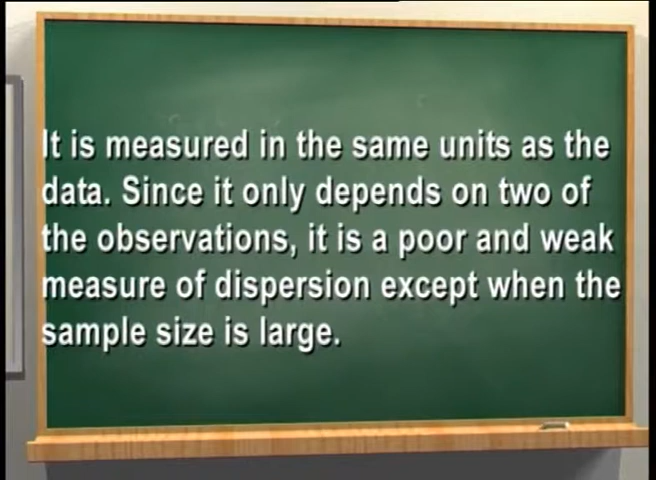 It is measured in the same units as the
data. Since it only depends on two of
the observations, it is a poor and weak
measure of dispersion except when the
sample size is large.